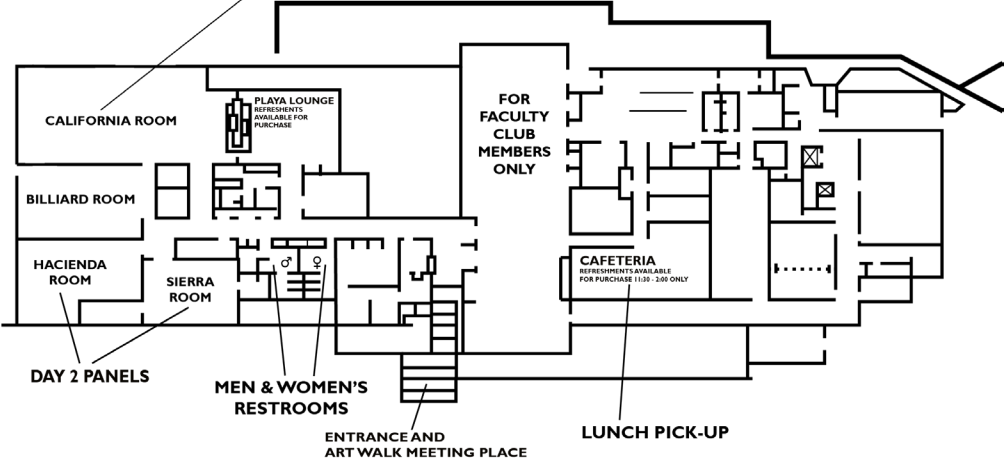 CALIFORNIA ROOM
PLAYA LOUNGE
REFRESHENTS
AVAILABLE FOR
PURCHASE
FOR
FACULTY
CLUB
MEMBERS
ONLY
BILLIARD ROOM
HACIENDA
ROOM
SIERRA
ROOM
♂ ♀
CAFETERIA
REFRESHMENTS AVAILABLE
FOR PURCHASE 11:30 - 2:00 ONLY
DAY 2 PANELS
MEN & WOMEN'S
RESTROOMS
ENTRANCE AND
ART WALK MEETING PLACE
LUNCH PICK-UP